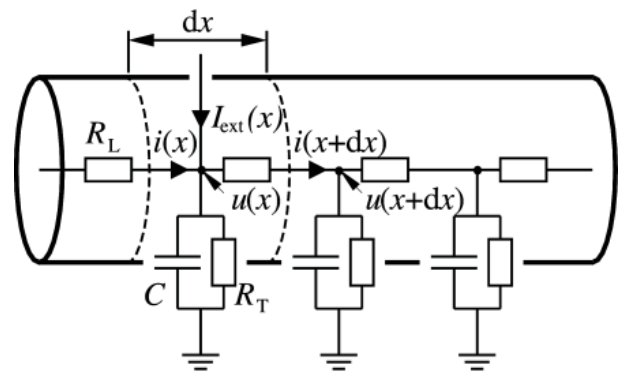 dx
I_ext(x)
R_L
i(x)
i(x+dx)
u(x)
u(x+dx)
C
R_T